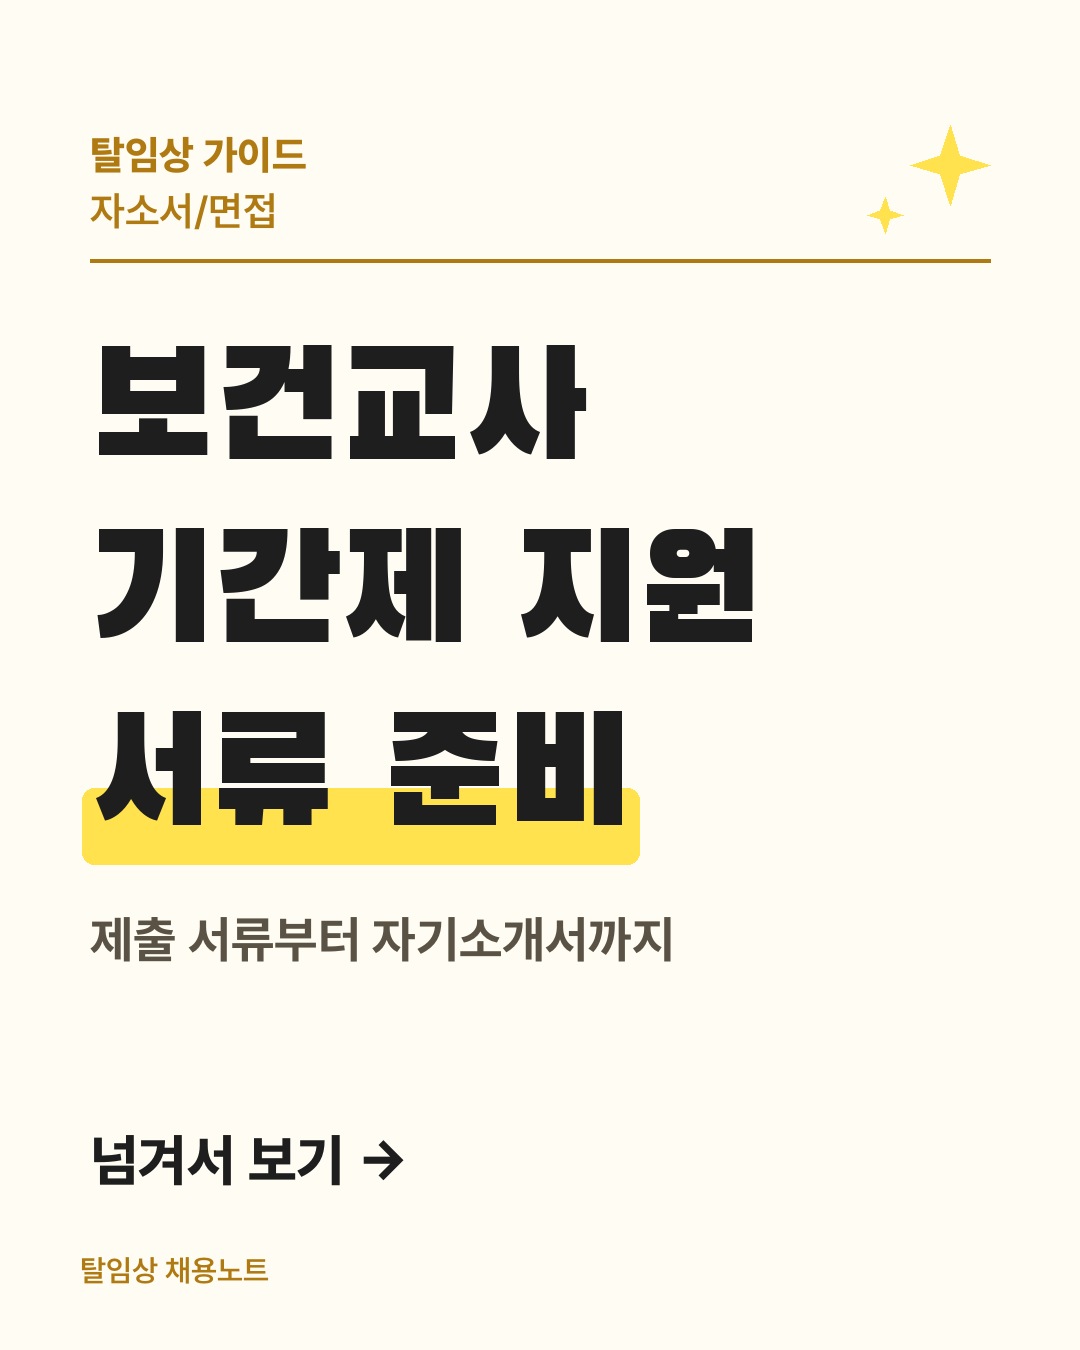 탈임상 가이드
자소서/면접
보건교사
기간제 지원
서류 준비
제출 서류부터 자기소개서까지
넘겨서 보기 →
탈임상 채용노트